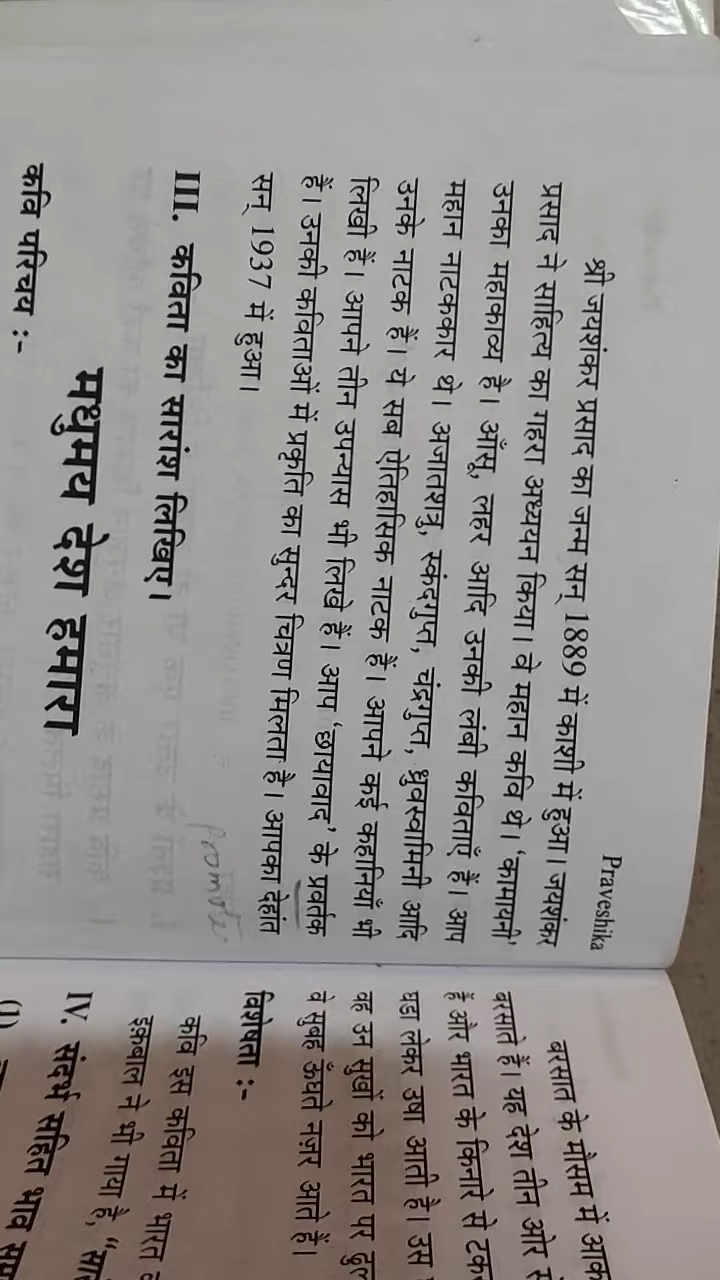 Praveshika
श्री जयशंकर प्रसाद का जन्म सन् 1889 में काशी में हुआ। जयशंकर
प्रसाद ने साहित्य का गहरा अध्ययन किया। वे महान कवि थे। 'कामायनी'
उनका महाकाव्य है। आँसू, लहर आदि उनकी लंबी कविताएँ हैं। आप
महान नाटककार थे। अजातशत्रु, स्कंदगुप्त, चंद्रगुप्त, ध्रुवस्वामिनी आदि
उनके नाटक हैं। ये सब ऐतिहासिक नाटक हैं। आपने कई कहानियाँ भी
लिखी हैं। आपने तीन उपन्यास भी लिखे हैं। आप 'छायावाद' के प्रवर्तक
हैं। उनकी कविताओं में प्रकृति का सुन्दर चित्रण मिलता है। आपका देहांत
सन् 1937 में हुआ।
III. कविता का सारांश लिखिए।
मधुमय देश हमारा
कवि परिचय :-
बरसात के मौसम में
बरसाते हैं। यह देश तीन ओर
हैं और भारत के किनारे से
घड़ा लेकर उषा आती है। उस
वह उन सुखों को भारत पर
वे सुबह ऊँघते नज़र आते हैं।
विशेषता :-
कवि इस कविता में भारत
इक़बाल ने भी गाया है,
IV. संदर्भ सहित भाव
(1)